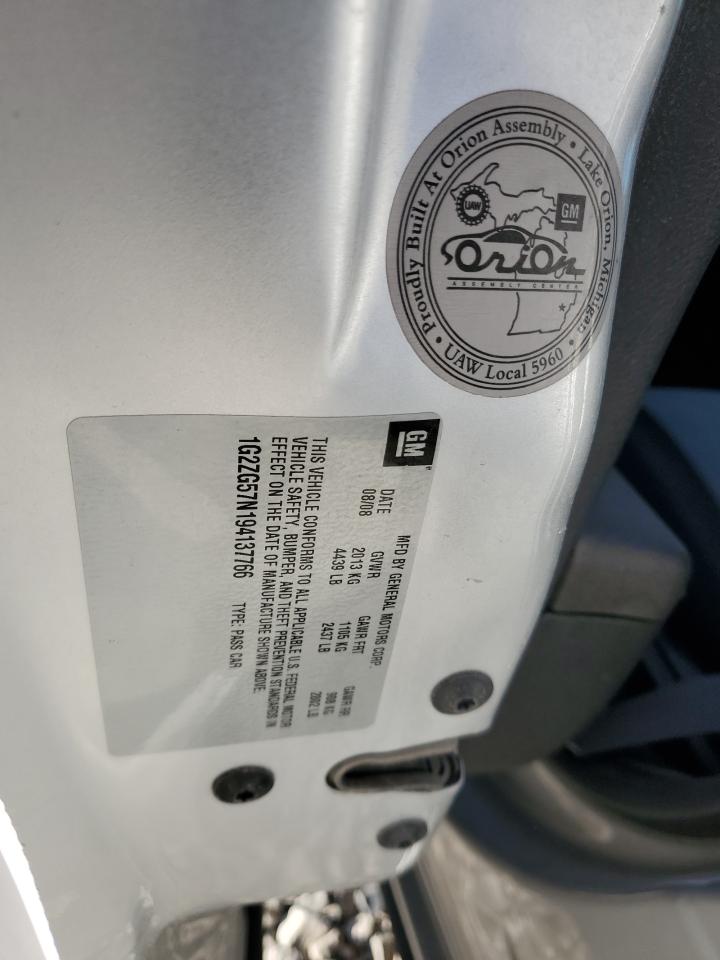 Proudly Built At Orion Assembly • Lake Orion, Michigan •
UAW
GM
Orion
ASSEMBLY CENTER
UAW Local 5960
GM
MFD BY GENERAL MOTORS CORP.
DATE GVWR GAWR FRT GAWR RR
08/08 2013 KG 1105 KG 908 KG
4439 LB 2437 LB 2002 LB
THIS VEHICLE CONFORMS TO ALL APPLICABLE U.S. FEDERAL MOTOR
VEHICLE SAFETY, BUMPER, AND THEFT PREVENTION STANDARDS IN
EFFECT ON THE DATE OF MANUFACTURE SHOWN ABOVE.
1G2ZG57N194137766 TYPE: PASS CAR